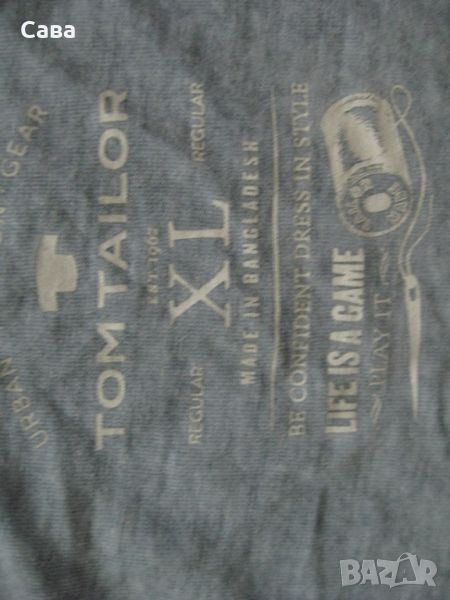 Сава
URBAN
GEAR
TOM TAILOR
EST. 1962
REGULAR XL REGULAR
MADE IN BANGLADESH
BE CONFIDENT DRESS IN STYLE
LIFE IS A GAME
PLAY IT
BAZAR